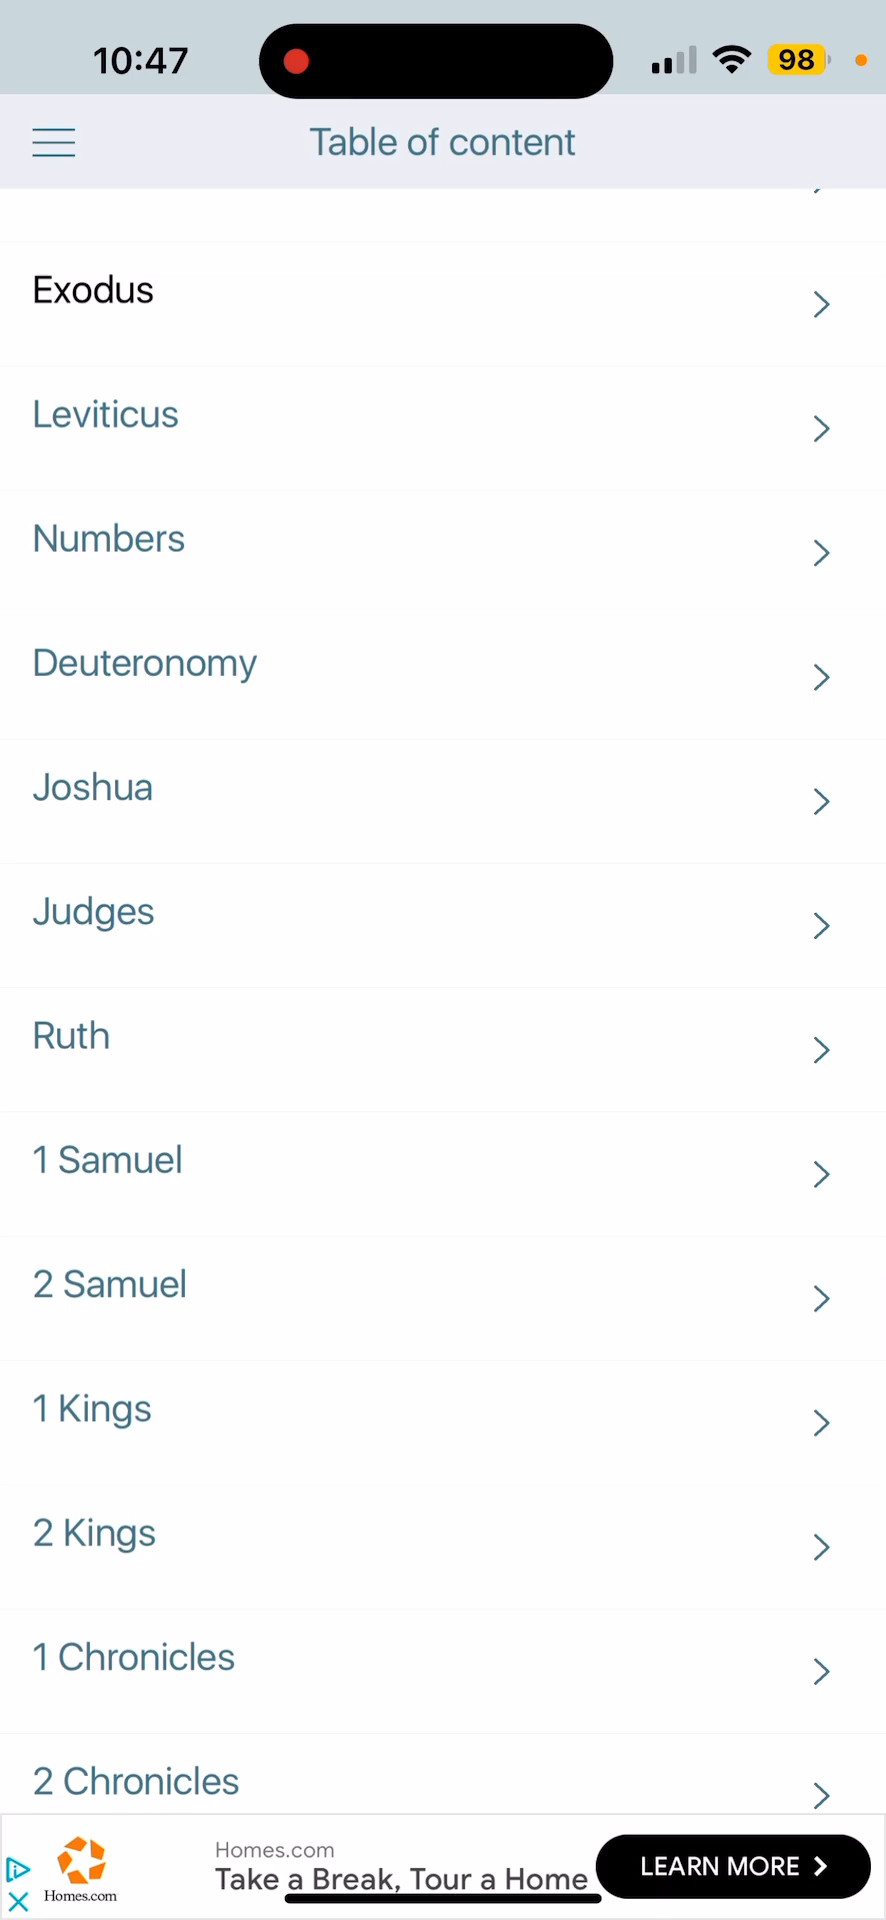 10:47
98
Table of content
Exodus
Leviticus
Numbers
Deuteronomy
Joshua
Judges
Ruth
1 Samuel
2 Samuel
1 Kings
2 Kings
1 Chronicles
2 Chronicles
Homes.com
Take a Break, Tour a Home
LEARN MORE
Homes.com